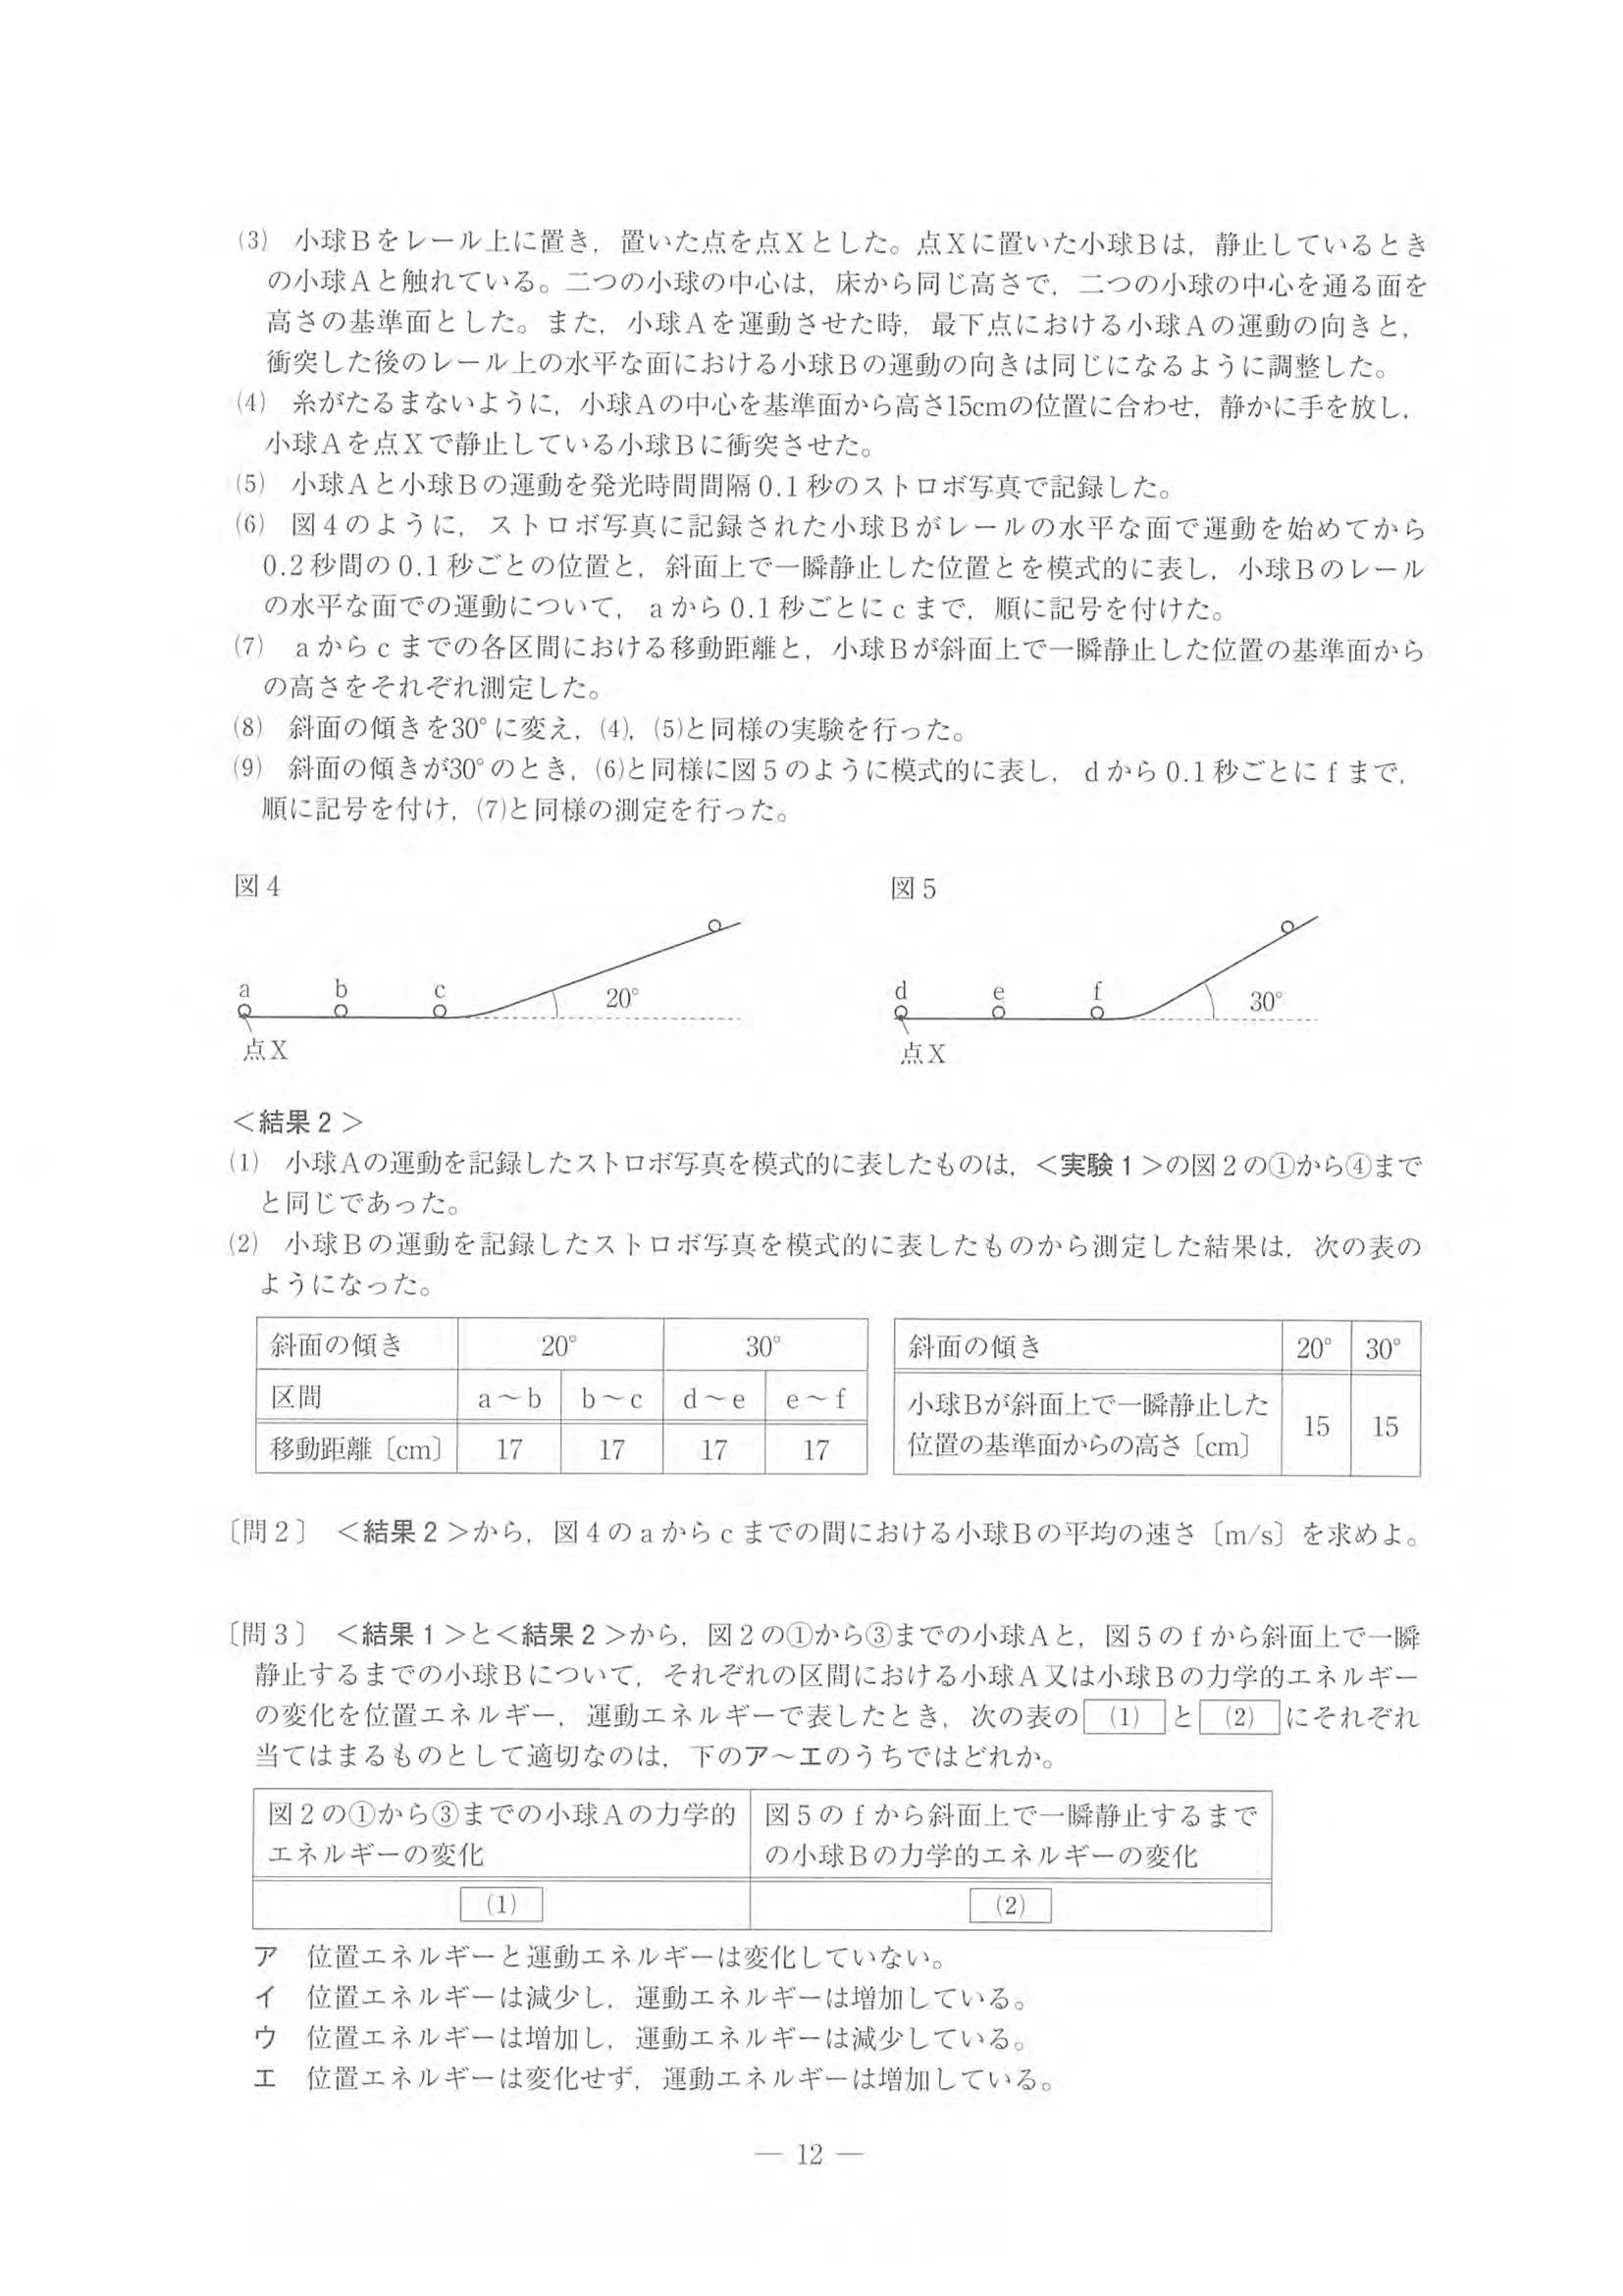 (3) 小球Bをレール上に置き，置いた点を点Xとした。点Xに置いた小球Bは，静止しているとき
の小球Aと触れている。二つの小球の中心は，床から同じ高さで，二つの小球の中心を通る面を
高さの基準面とした。また，小球Aを運動させた時，最下点における小球Aの運動の向きと，
衝突した後のレール上の水平な面における小球Bの運動の向きは同じになるように調整した。
(4) 糸がたるまないように，小球Aの中心を基準面から高さ15cmの位置に合わせ，静かに手を放し，
小球Aを点Xで静止している小球Bに衝突させた。
(5) 小球Aと小球Bの運動を発光時間間隔0.1秒のストロボ写真で記録した。
(6) 図4のように，ストロボ写真に記録された小球Bがレールの水平な面で運動を始めてから
0.2秒間の0.1秒ごとの位置と，斜面上で一瞬静止した位置とを模式的に表し，小球Bのレール
の水平な面での運動について，aから0.1秒ごとにcまで，順に記号を付けた。
(7) aからcまでの各区間における移動距離と，小球Bが斜面上で一瞬静止した位置の基準面から
の高さをそれぞれ測定した。
(8) 斜面の傾きを30°に変え，(4)，(5)と同様の実験を行った。
(9) 斜面の傾きが30°のとき，(6)と同様に図5のように模式的に表し，dから0.1秒ごとにfまで，
順に記号を付け，(7)と同様の測定を行った。
図4
a b c 20°
点X
図5
d e f 30°
点X
＜結果2＞
(1) 小球Aの運動を記録したストロボ写真を模式的に表したものは，＜実験1＞の図2の①から④まで
と同じであった。
(2) 小球Bの運動を記録したストロボ写真を模式的に表したものから測定した結果は，次の表の
ようになった。
斜面の傾き 20° 30°
区間 a～b b～c d～e e～f
移動距離〔cm〕 17 17 17 17
斜面の傾き 20° 30°
小球Bが斜面上で一瞬静止した
位置の基準面からの高さ〔cm〕 15 15
〔問2〕 ＜結果2＞から，図4のaからcまでの間における小球Bの平均の速さ〔m/s〕を求めよ。
〔問3〕 ＜結果1＞と＜結果2＞から，図2の①から③までの小球Aと，図5のfから斜面上で一瞬
静止するまでの小球Bについて，それぞれの区間における小球A又は小球Bの力学的エネルギー
の変化を位置エネルギー，運動エネルギーで表したとき，次の表の(1)と(2)にそれぞれ
当てはまるものとして適切なのは，下のア～エのうちではどれか。
図2の①から③までの小球Aの力学的
エネルギーの変化
図5のfから斜面上で一瞬静止するまで
の小球Bの力学的エネルギーの変化
(1) (2)
ア 位置エネルギーと運動エネルギーは変化していない。
イ 位置エネルギーは減少し，運動エネルギーは増加している。
ウ 位置エネルギーは増加し，運動エネルギーは減少している。
エ 位置エネルギーは変化せず，運動エネルギーは増加している。
— 12 —